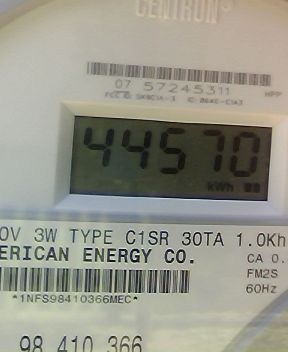 CENTRON®
07 57245311
44570
kWh
0V 3W TYPE C1SR 30TA 1.0Kh
ERICAN ENERGY CO.
CA 0.
FM2S
*1NFS98410366MEC*
60Hz
98 410 366